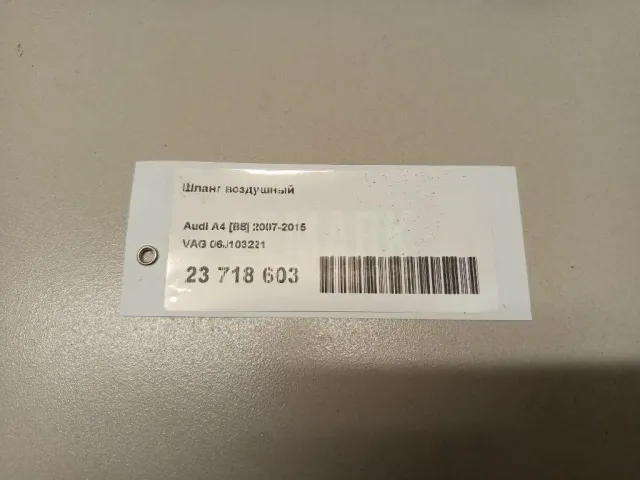 Шланг воздушный
Audi A4 [B8] 2007-2015
VAG 06J103221
23 718 603